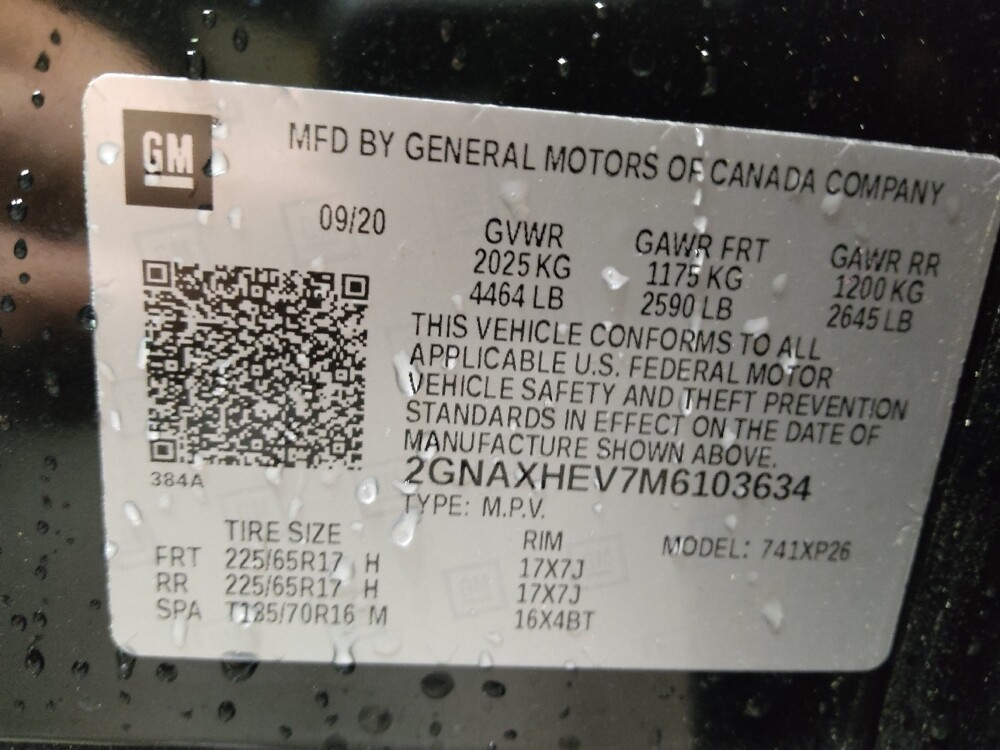 GM
MFD BY GENERAL MOTORS OF CANADA COMPANY
09/20
GVWR GAWR FRT GAWR RR
2025 KG 1175 KG 1200 KG
4464 LB 2590 LB 2645 LB
THIS VEHICLE CONFORMS TO ALL
APPLICABLE U.S. FEDERAL MOTOR
VEHICLE SAFETY AND THEFT PREVENTION
STANDARDS IN EFFECT ON THE DATE OF
MANUFACTURE SHOWN ABOVE.
384A
2GNAXHEV7M6103634
TYPE: M.P.V.
TIRE SIZE RIM MODEL: 741XP26
FRT 225/65R17 H 17X7J
RR 225/65R17 H 17X7J
SPA T135/70R16 M 16X4BT